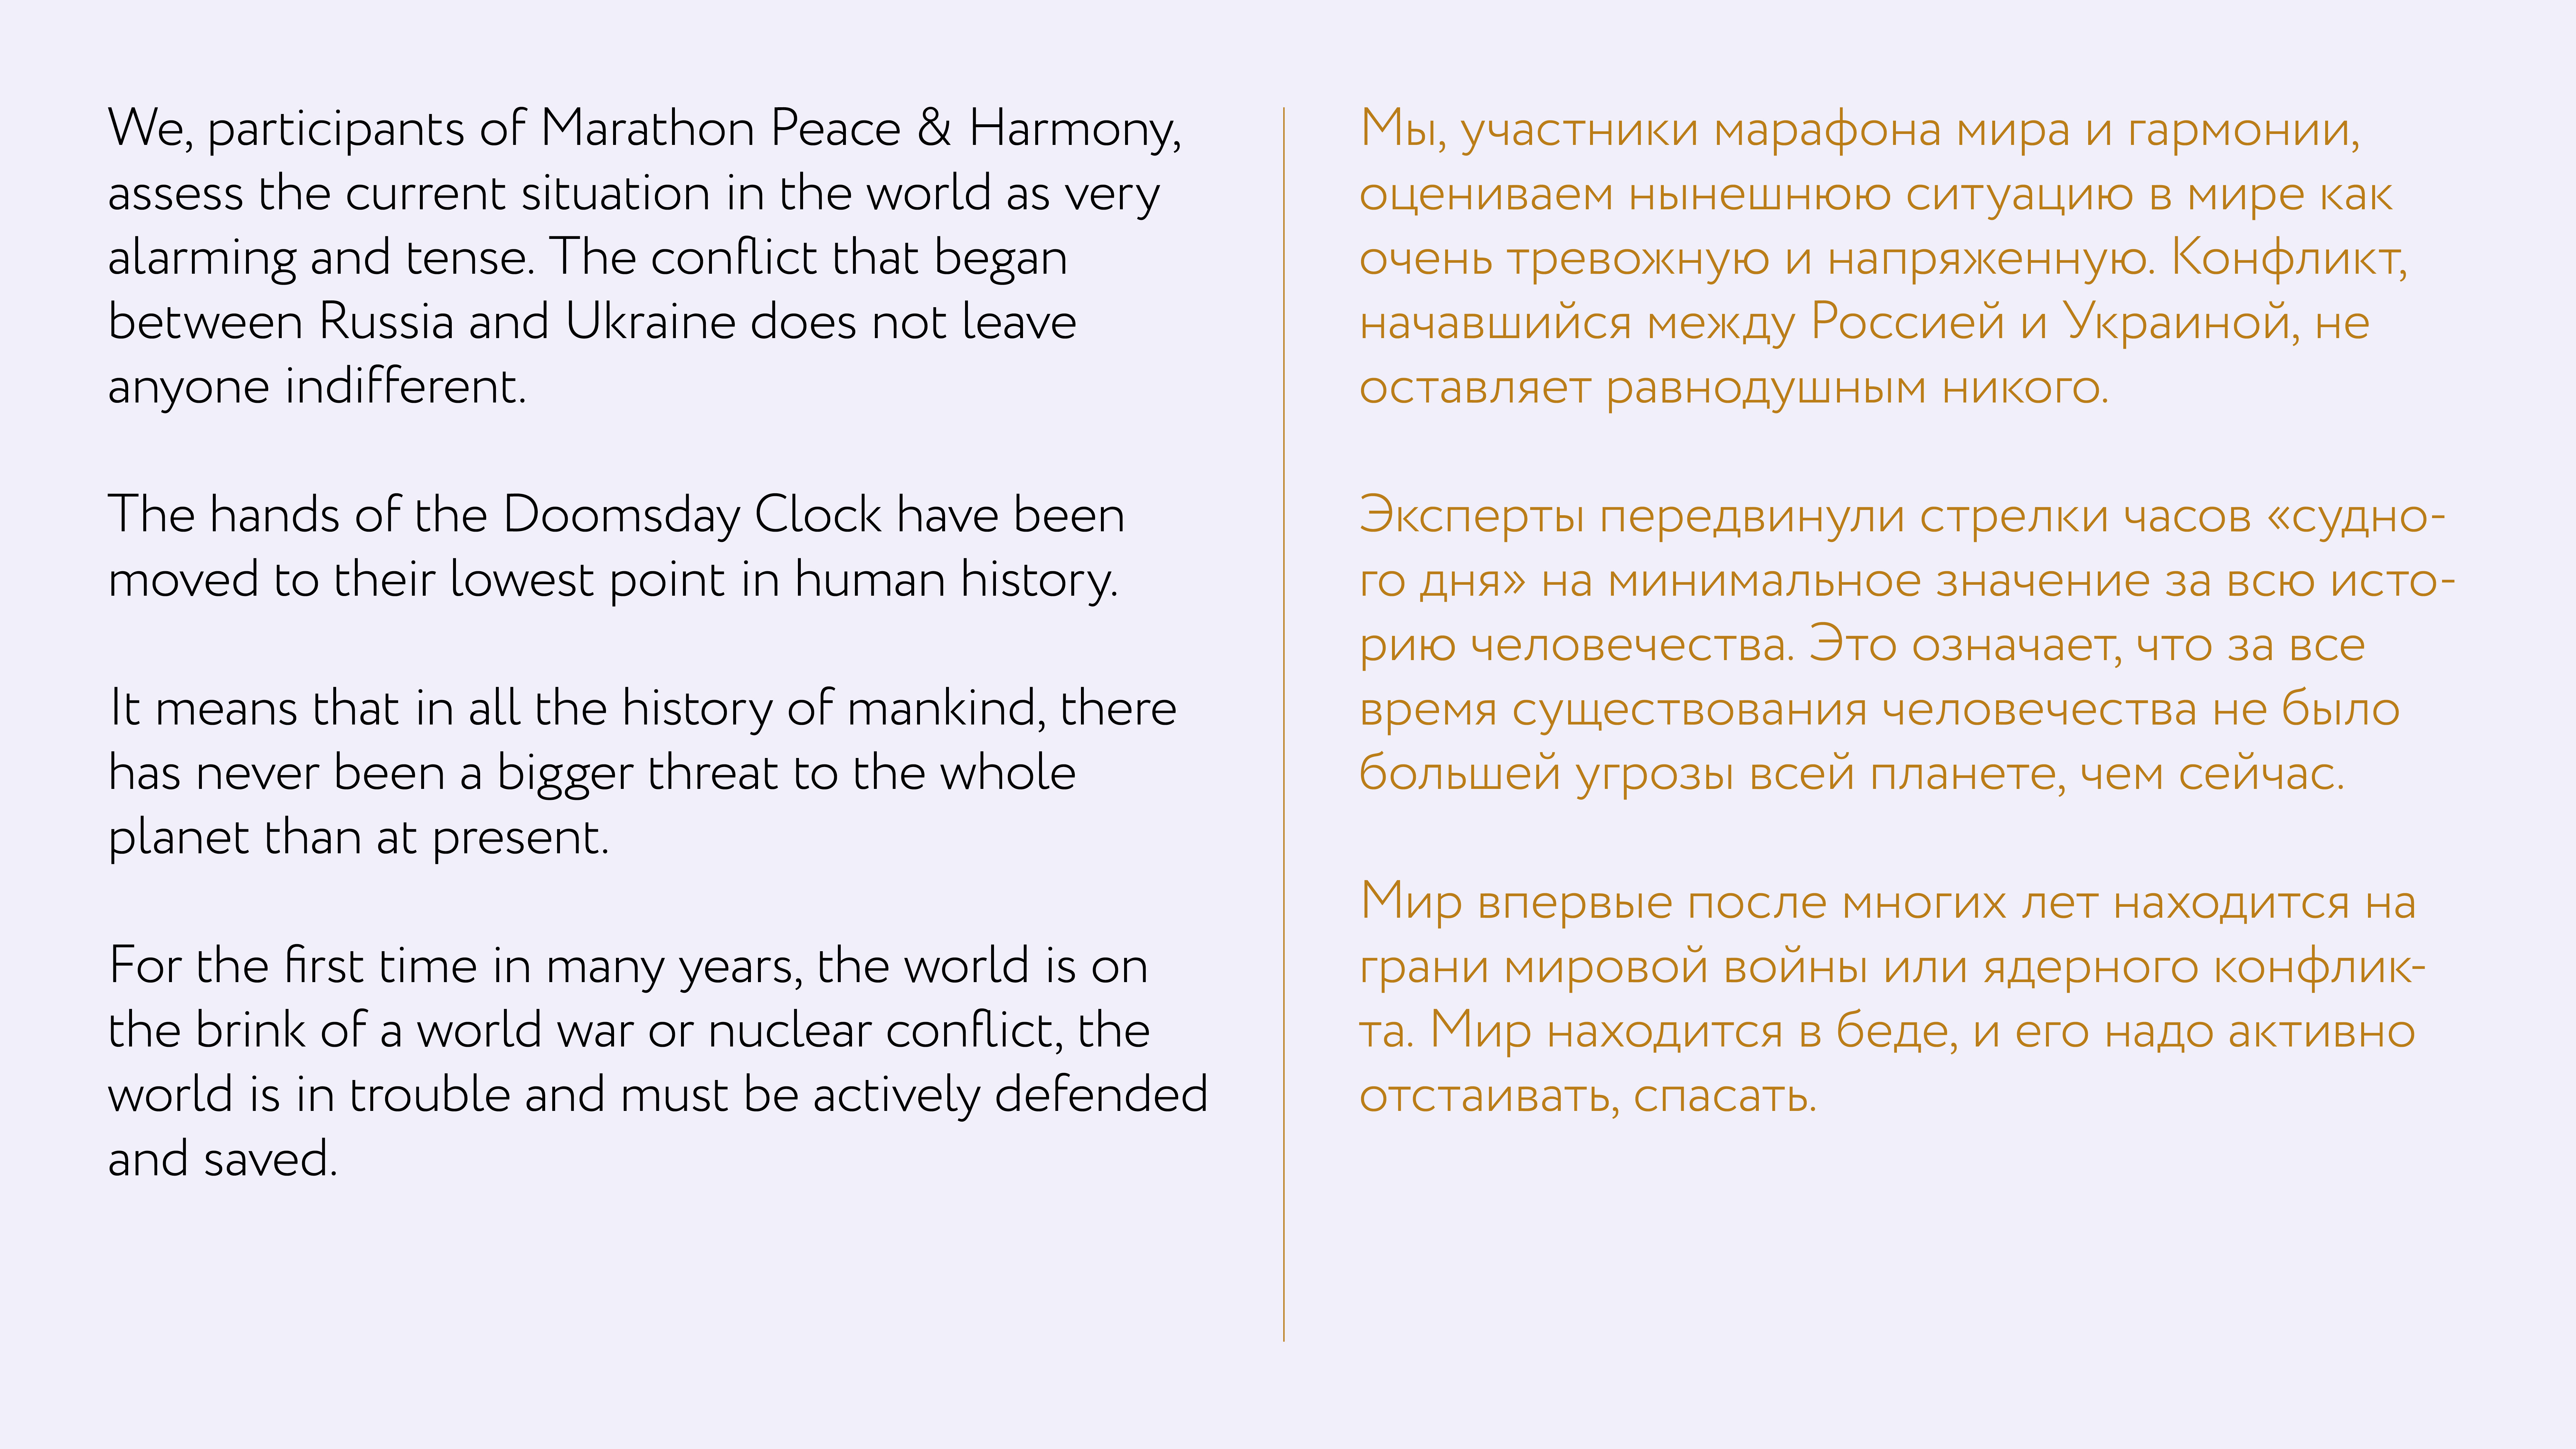 We, participants of Marathon Peace & Harmony,
assess the current situation in the world as very
alarming and tense. The conflict that began
between Russia and Ukraine does not leave
anyone indifferent.
The hands of the Doomsday Clock have been
moved to their lowest point in human history.
It means that in all the history of mankind, there
has never been a bigger threat to the whole
planet than at present.
For the first time in many years, the world is on
the brink of a world war or nuclear conflict, the
world is in trouble and must be actively defended
and saved.
Мы, участники марафона мира и гармонии,
оцениваем нынешнюю ситуацию в мире как
очень тревожную и напряженную. Конфликт,
начавшийся между Россией и Украиной, не
оставляет равнодушным никого.
Эксперты передвинули стрелки часов «судно-
го дня» на минимальное значение за всю исто-
рию человечества. Это означает, что за все
время существования человечества не было
большей угрозы всей планете, чем сейчас.
Мир впервые после многих лет находится на
грани мировой войны или ядерного конфлик-
та. Мир находится в беде, и его надо активно
отстаивать, спасать.